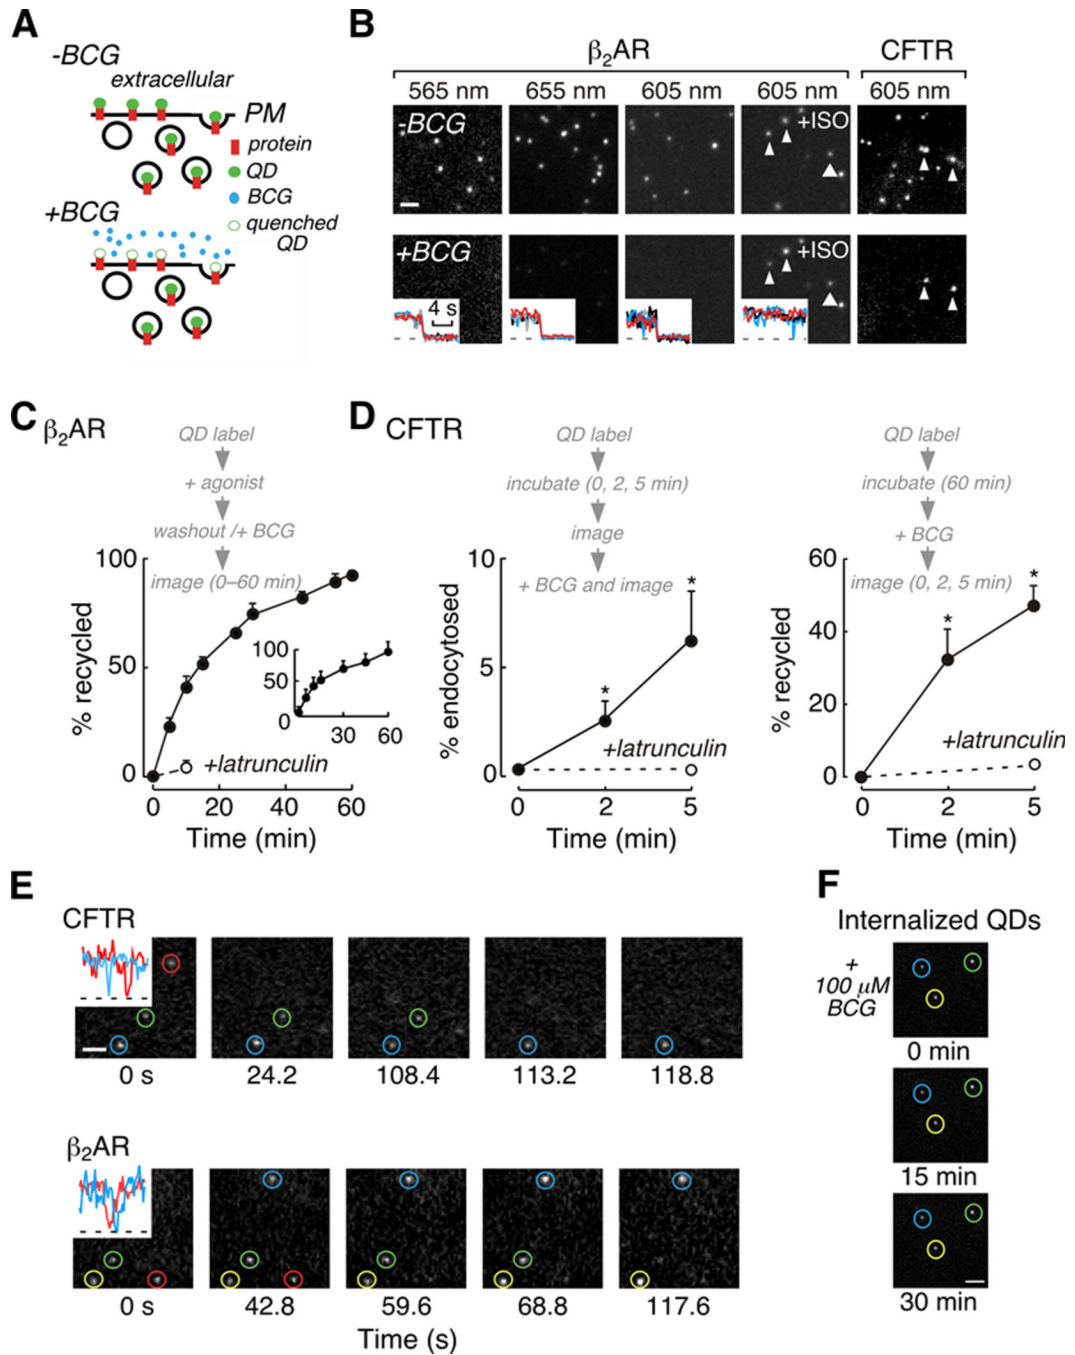 A
-BCG
extracellular
PM
protein
QD
BCG
quenched
QD
+BCG
B
β₂AR
CFTR
565 nm
655 nm
605 nm
605 nm
605 nm
-BCG
+ISO
+BCG
+ISO
4 s
C
β₂AR
QD label
+ agonist
washout /+ BCG
image (0–60 min)
% recycled
100
50
0
0
20
40
60
Time (min)
+latrunculin
100
50
0
30
60
D
CFTR
QD label
incubate (0, 2, 5 min)
image
+ BCG and image
% endocytosed
10
5
0
*
*
+latrunculin
0
2
5
Time (min)
QD label
incubate (60 min)
+ BCG
image (0, 2, 5 min)
% recycled
60
40
20
0
*
*
+latrunculin
0
2
5
Time (min)
E
CFTR
0 s
24.2
108.4
113.2
118.8
β₂AR
0 s
42.8
59.6
68.8
117.6
Time (s)
F
Internalized QDs
+
100 μM
BCG
0 min
15 min
30 min